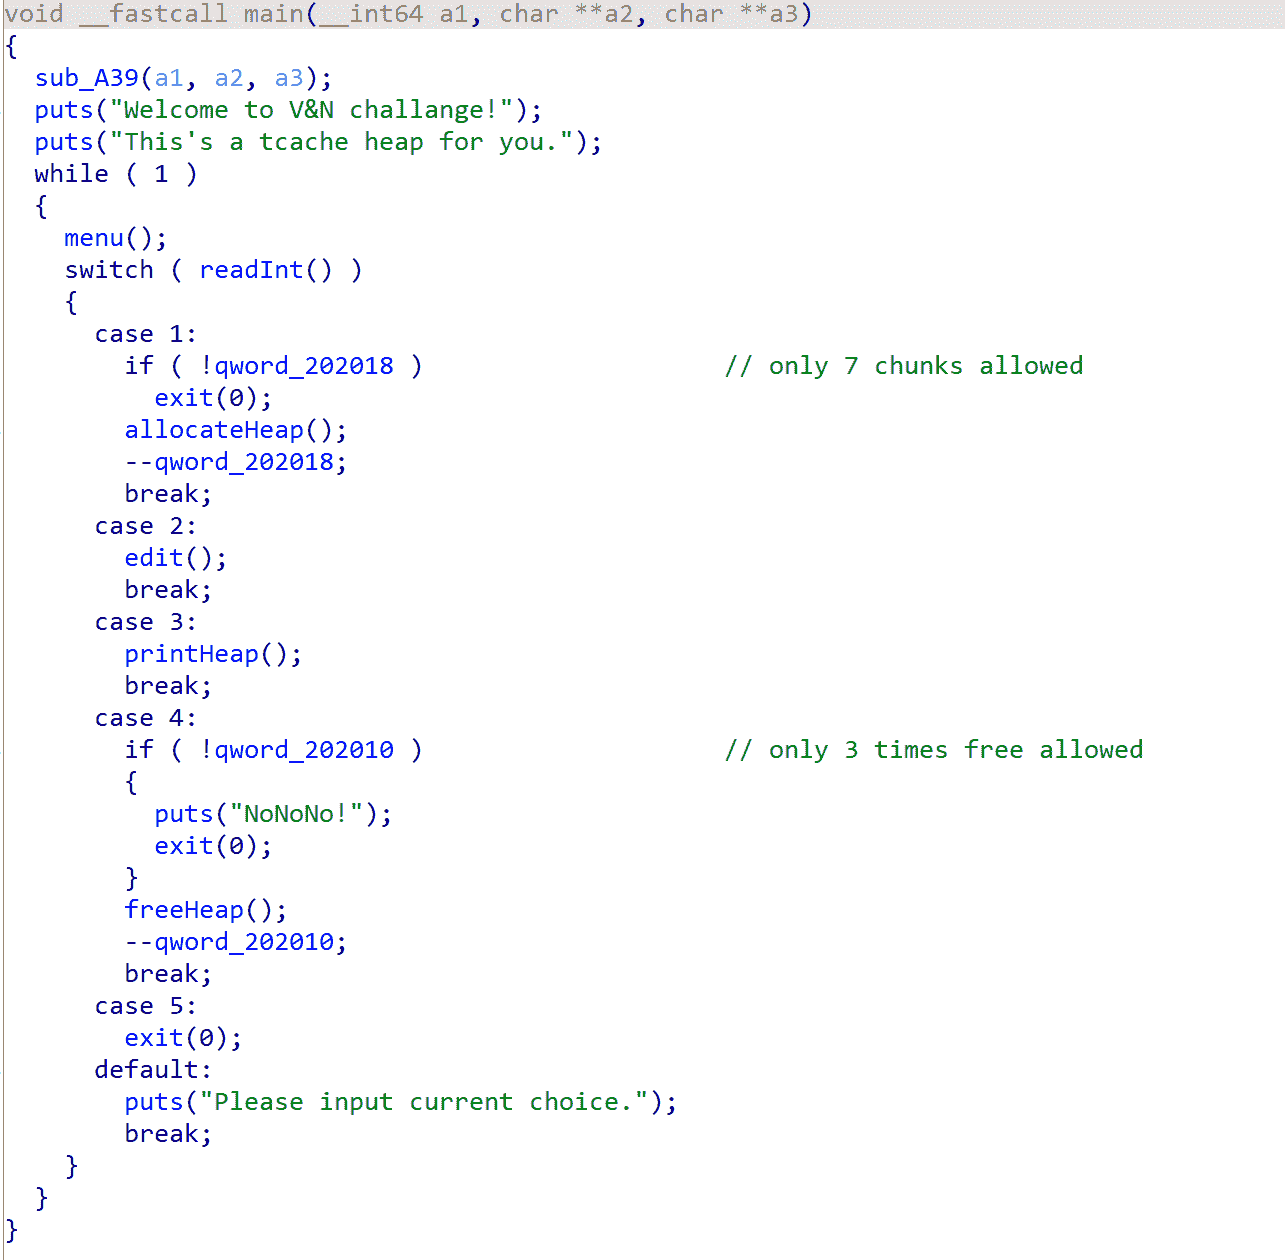 void __fastcall main(__int64 a1, char **a2, char **a3)
{
  sub_A39(a1, a2, a3);
  puts("Welcome to V&N challange!");
  puts("This's a tcache heap for you.");
  while ( 1 )
  {
    menu();
    switch ( readInt() )
    {
      case 1:
        if ( !qword_202018 )                    // only 7 chunks allowed
          exit(0);
        allocateHeap();
        --qword_202018;
        break;
      case 2:
        edit();
        break;
      case 3:
        printHeap();
        break;
      case 4:
        if ( !qword_202010 )                    // only 3 times free allowed
        {
          puts("NoNoNo!");
          exit(0);
        }
        freeHeap();
        --qword_202010;
        break;
      case 5:
        exit(0);
      default:
        puts("Please input current choice.");
        break;
    }
  }
}